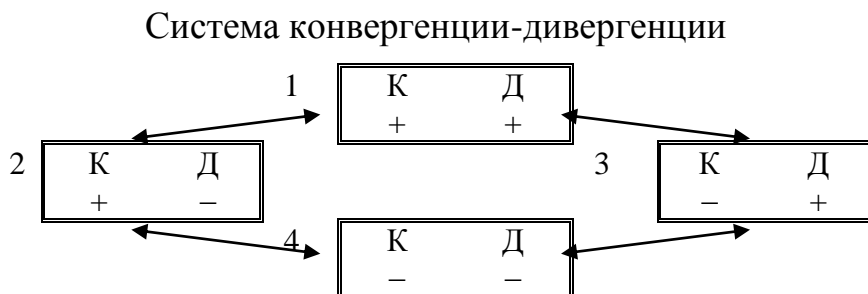 Система конвергенции-дивергенции
1 К Д
+ +
2 К Д 3 К Д
+ − − +
4 К Д
− −